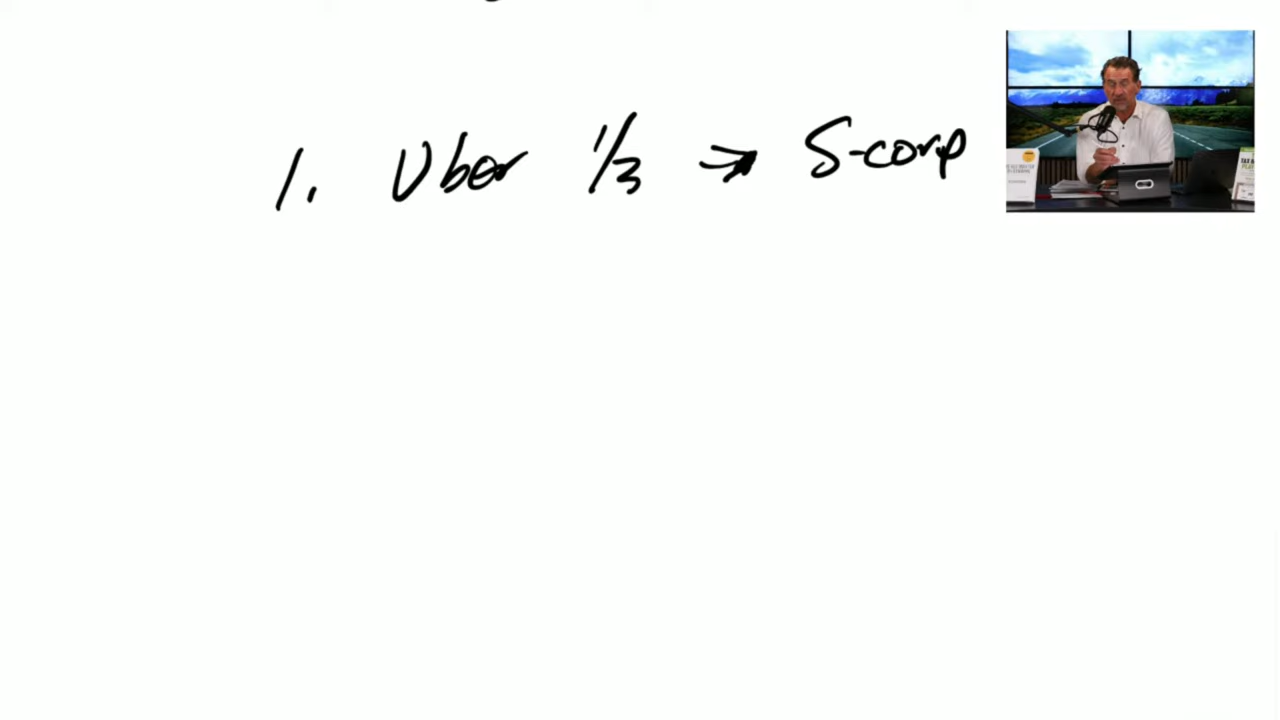 1. Uber 1/3 → S-corp